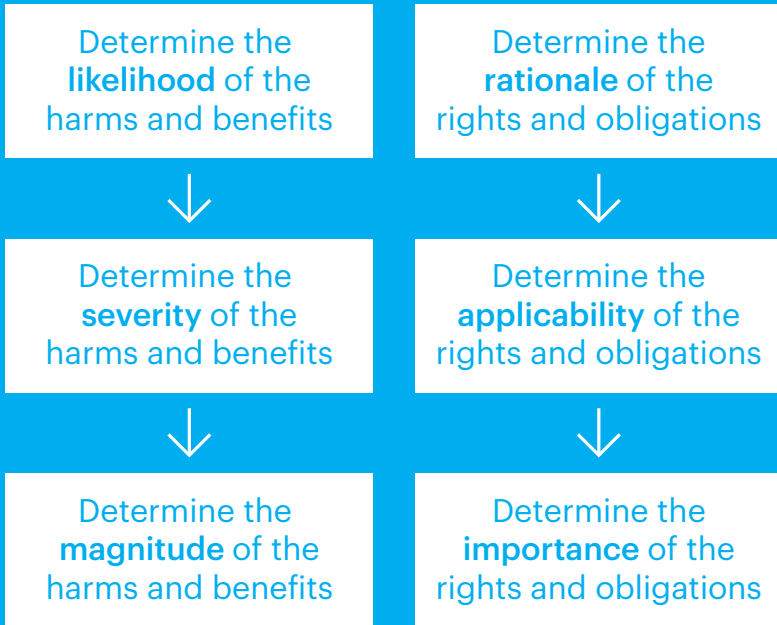 Determine the
likelihood of the
harms and benefits
Determine the
severity of the
harms and benefits
Determine the
magnitude of the
harms and benefits
Determine the
rationale of the
rights and obligations
Determine the
applicability of the
rights and obligations
Determine the
importance of the
rights and obligations